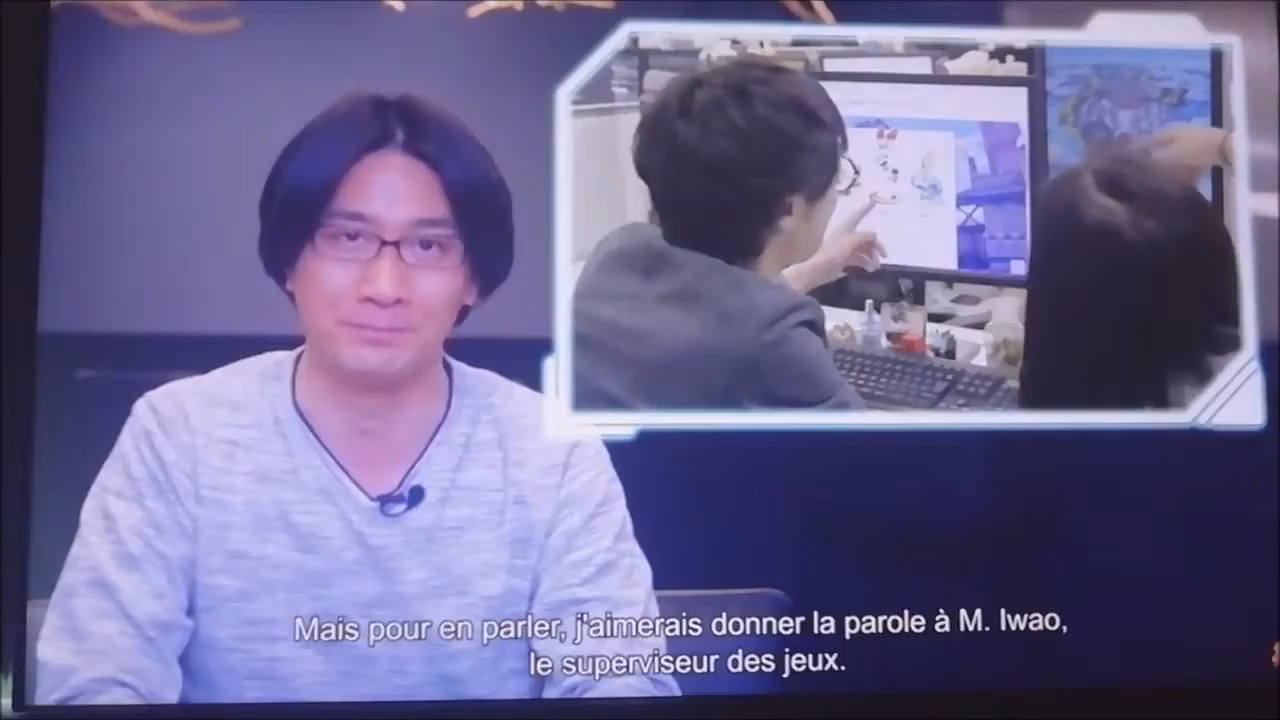 Mais pour en parler, j'aimerais donner la parole à M. Iwao,
le superviseur des jeux.